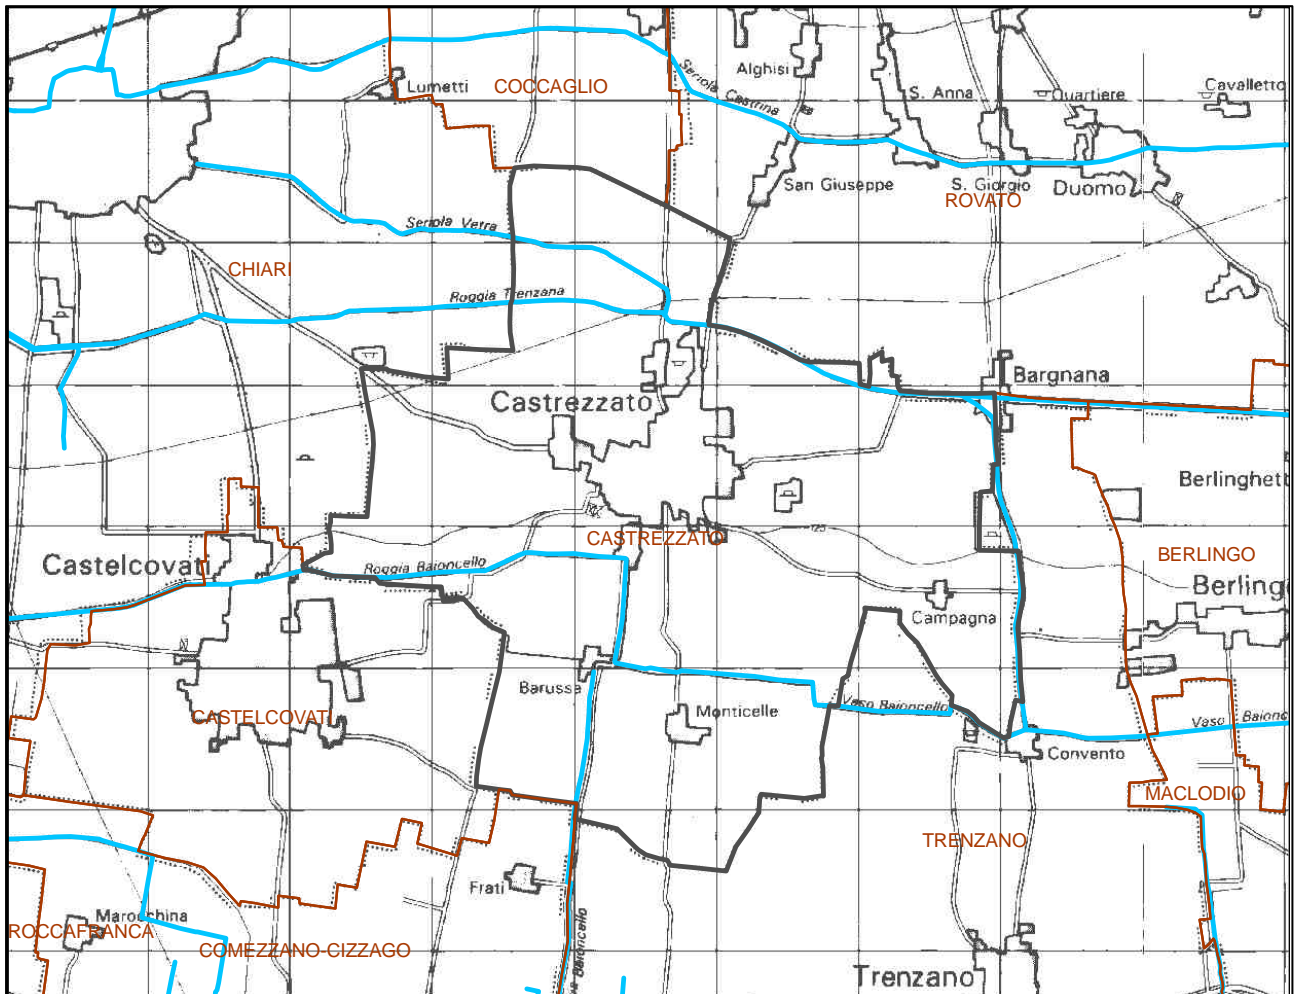 Alghisi
Seriola Castrina
Lumetti
COCCAGLIO
S. Anna
Quartiere
Cavalletto
San Giuseppe
S. Giorgio
Duomo
ROVATO
Seriola Vetra
CHIARI
Roggia Trenzana
Bargnana
Castrezzato
Berlinghett
125
CASTREZZATO
BERLINGO
Castelcovati
Roggia Baioncello
Berling
Campagna
Barussa
Monticelle
Vaso Baioncello
CASTELCOVATI
Vaso Baionc
Convento
MACLODIO
TRENZANO
Frati
Marocchina
ROCCAFRANCA
COMEZZANO-CIZZAGO
Baioncello
Trenzano